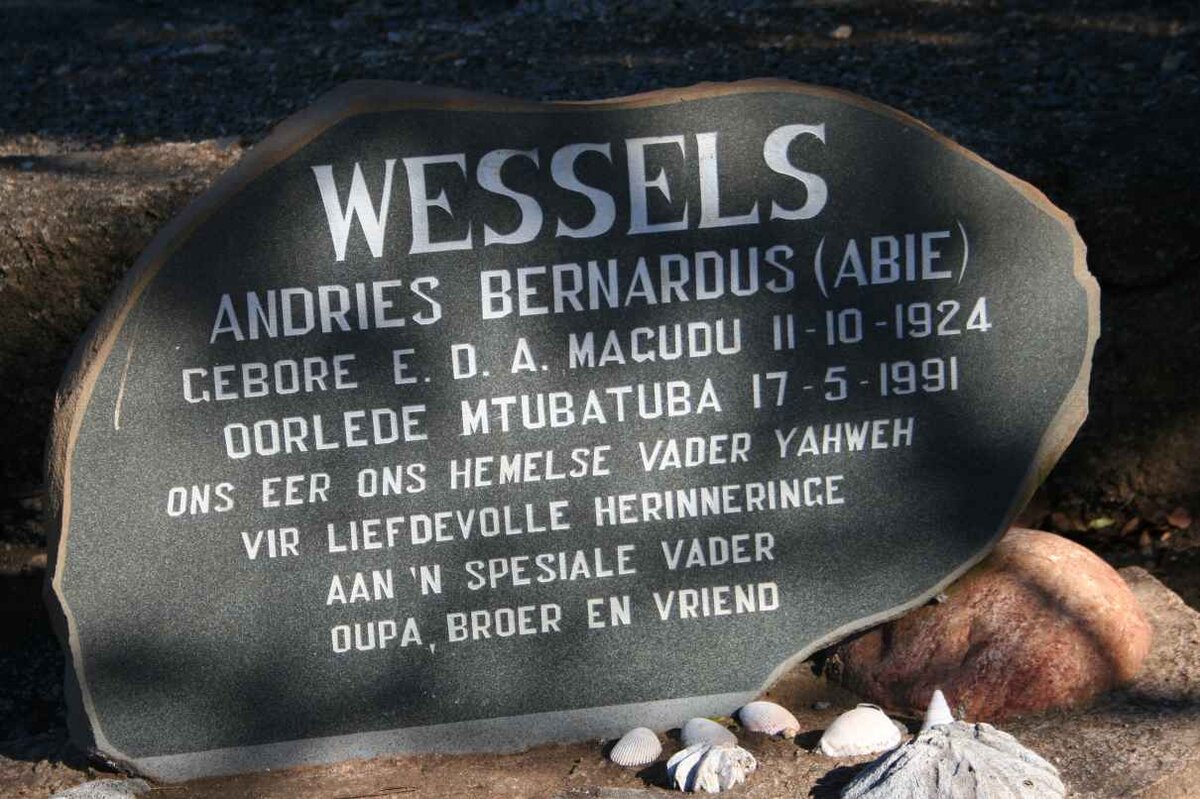 WESSELS
ANDRIES BERNARDUS (ABIE)
GEBORE E. D. A. MAGUDU 11-10-1924
OORLEDE MTUBATUBA 17-5-1991
ONS EER ONS HEMELSE VADER YAHWEH
VIR LIEFDEVOLLE HERINNERINGE
AAN 'N SPESIALE VADER
OUPA, BROER EN VRIEND